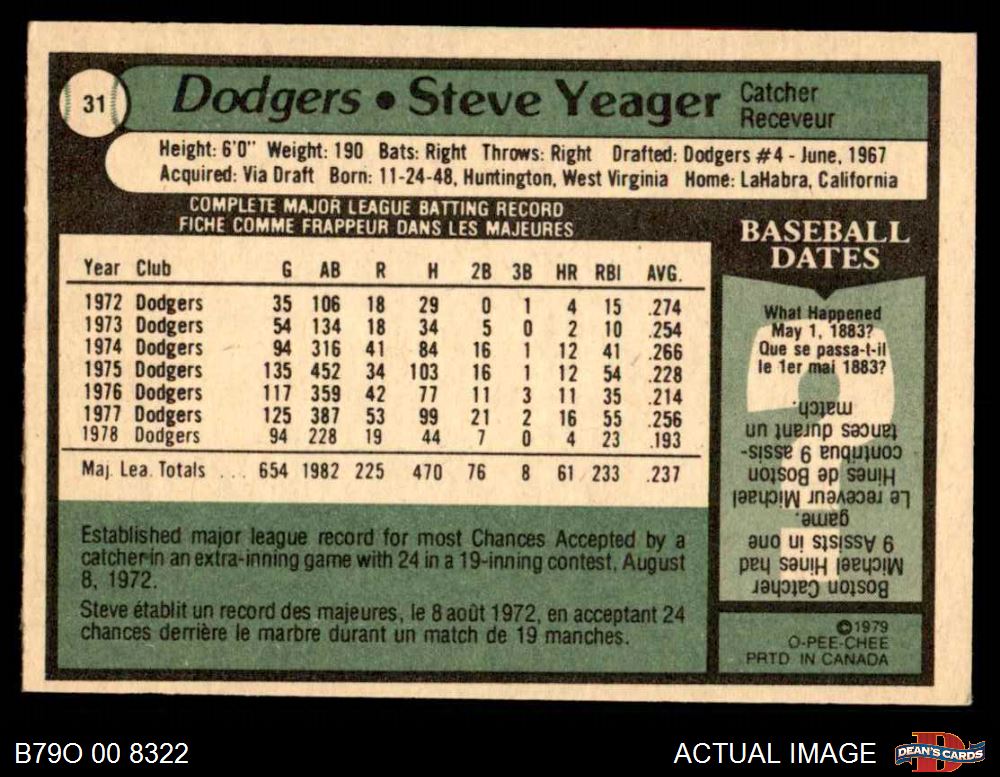 31
Dodgers • Steve Yeager
Catcher
Receveur
Height: 6'0" Weight: 190 Bats: Right Throws: Right Drafted: Dodgers #4 - June, 1967
Acquired: Via Draft Born: 11-24-48, Huntington, West Virginia Home: LaHabra, California
COMPLETE MAJOR LEAGUE BATTING RECORD
FICHE COMME FRAPPEUR DANS LES MAJEURES
Year Club G AB R H 2B 3B HR RBI AVG.
1972 Dodgers 35 106 18 29 0 1 4 15 .274
1973 Dodgers 54 134 18 34 5 0 2 10 .254
1974 Dodgers 94 316 41 84 16 1 12 41 .266
1975 Dodgers 135 452 34 103 16 1 12 54 .228
1976 Dodgers 117 359 42 77 11 3 11 35 .214
1977 Dodgers 125 387 53 99 21 2 16 55 .256
1978 Dodgers 94 228 19 44 7 0 4 23 .193
Maj. Lea. Totals ... 654 1982 225 470 76 8 61 233 .237
Established major league record for most Chances Accepted by a
catcher in an extra-inning game with 24 in a 19-inning contest, August
8, 1972.
Steve établit un record des majeures, le 8 août 1972, en acceptant 24
chances derrière le marbre durant un match de 19 manches.
BASEBALL
DATES
What Happened
May 1, 1883?
Que se passa-t-il
le 1er mai 1883?
Boston Catcher
Michael Hines had
9 Assists in one
game.
Le receveur Michael
Hines de Boston
contribua 9 assis-
tances durant un
match.
©1979
O-PEE-CHEE
PRTD IN CANADA
B79O 00 8322
ACTUAL IMAGE
DEAN'S CARDS